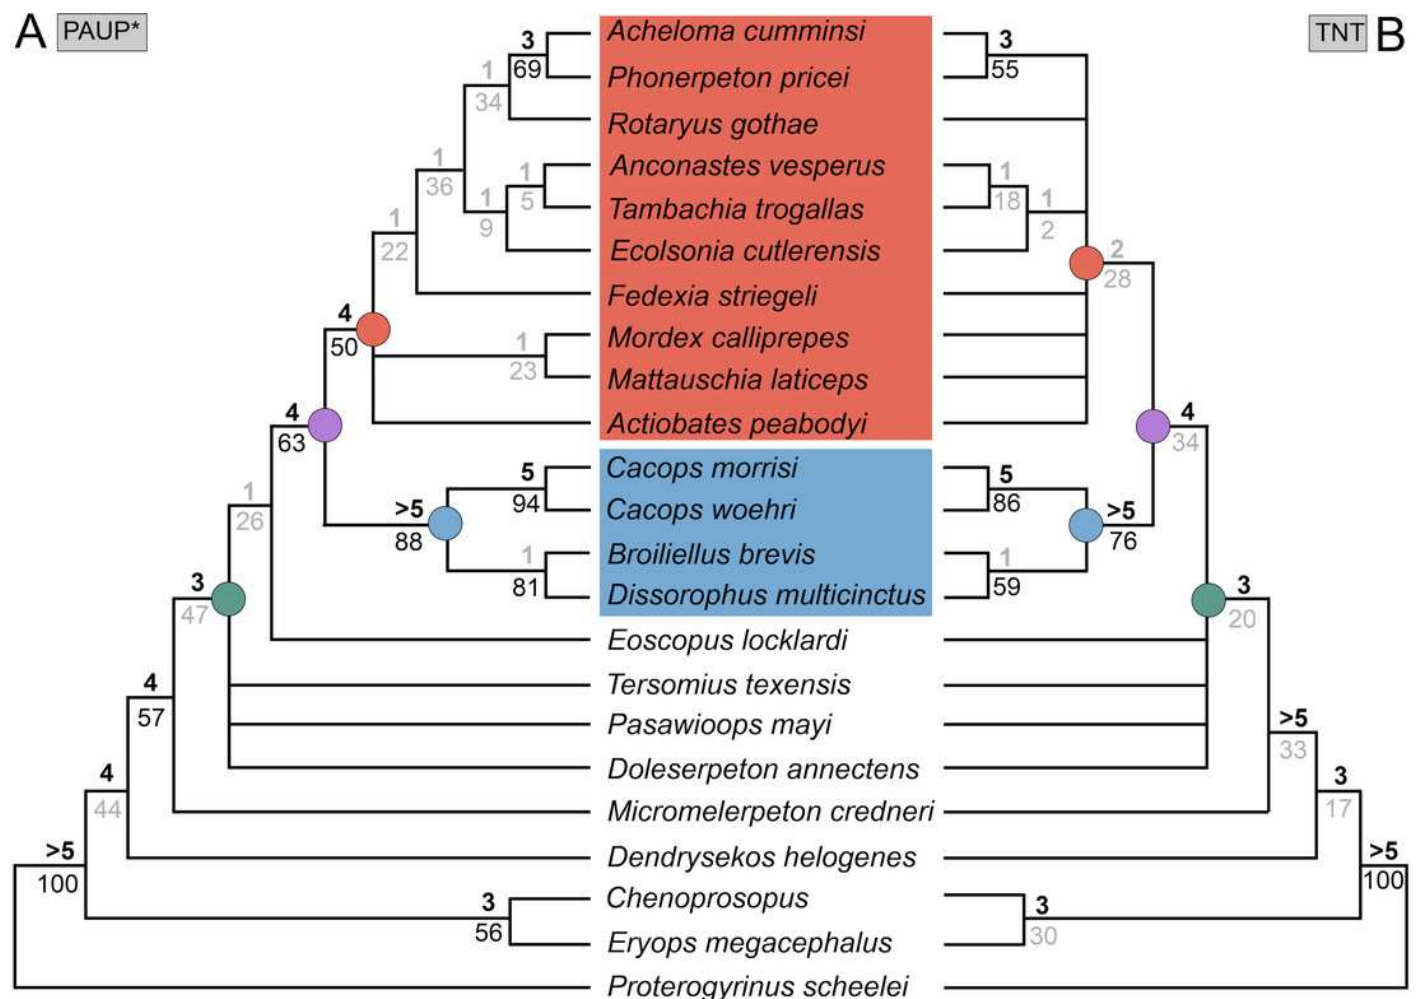 A PAUP*
TNT B
Acheloma cumminsi
Phonerpeton pricei
Rotaryus gothae
Anconastes vesperus
Tambachia trogallas
Ecolsonia cutlerensis
Fedexia striegeli
Mordex calliprepes
Mattauschia laticeps
Actiobates peabodyi
Cacops morrisi
Cacops woehri
Broiliellus brevis
Dissorophus multicinctus
Eoscopus locklardi
Tersomius texensis
Pasawioops mayi
Doleserpeton annectens
Micromelerpeton credneri
Dendrysekos helogenes
Chenoprosopus
Eryops megacephalus
Proterogyrinus scheelei
3
69
1
34
1
36
1
5
1
9
1
22
4
50
1
23
4
63
5
94
>5
88
1
81
1
26
3
47
4
57
4
44
>5
100
3
56
3
55
1
18
1
2
2
28
4
34
5
86
>5
76
1
59
3
20
>5
33
3
17
>5
100
3
30